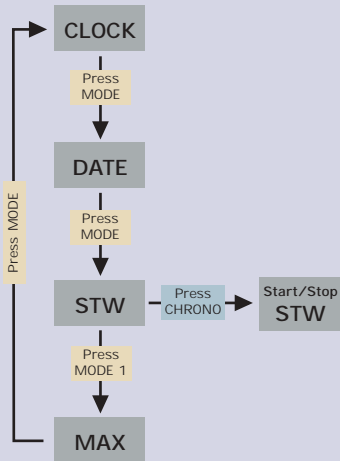 CLOCK
Press
MODE
DATE
Press
MODE
Press MODE
STW
Press
CHRONO
Start/Stop
STW
Press
MODE 1
MAX